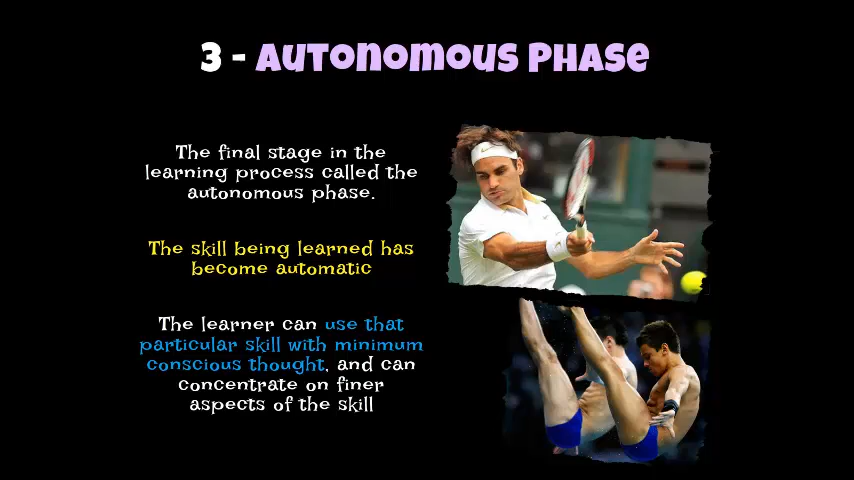 3 - Autonomous Phase
The final stage in the
learning process called the
autonomous phase.
The skill being learned has
become automatic
The learner can use that
particular skill with minimum
conscious thought, and can
concentrate on finer
aspects of the skill